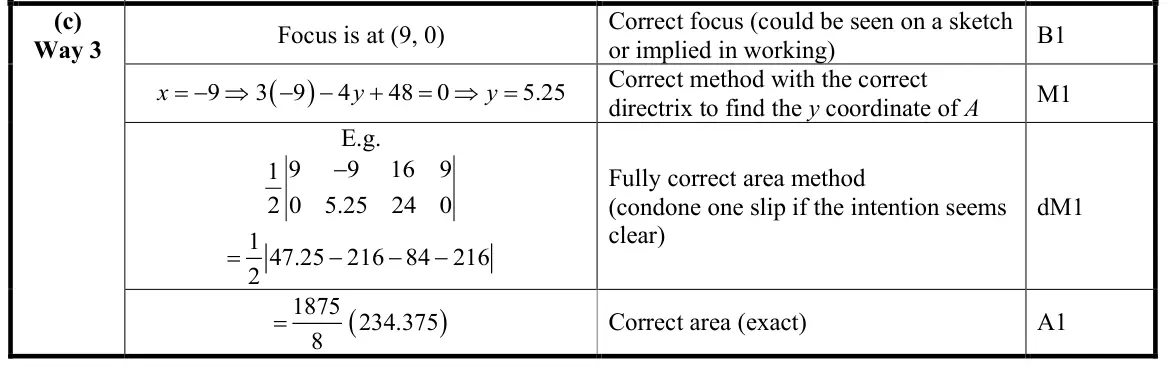 (c)
Way 3
Focus is at (9, 0)
Correct focus (could be seen on a sketch
or implied in working)
B1
x = −9 ⇒ 3(−9) − 4y + 48 = 0 ⇒ y = 5.25
Correct method with the correct
directrix to find the y coordinate of A
M1
E.g.
1/2 |9 −9 16 9|
|0 5.25 24 0|
= 1/2 |47.25 − 216 − 84 − 216|
Fully correct area method
(condone one slip if the intention seems
clear)
dM1
= 1875/8 (234.375)
Correct area (exact)
A1